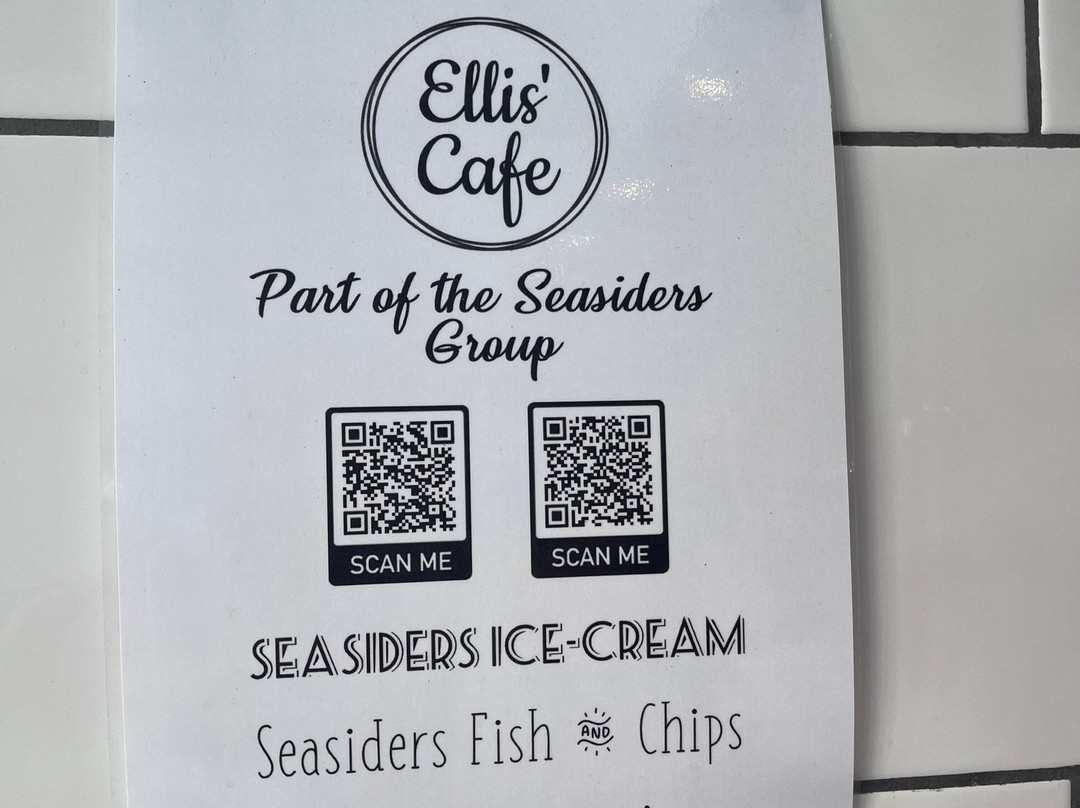 Ellis'
Cafe
Part of the Seasiders
Group
SCAN ME
SCAN ME
SEASIDERS ICE-CREAM
Seasiders Fish AND Chips